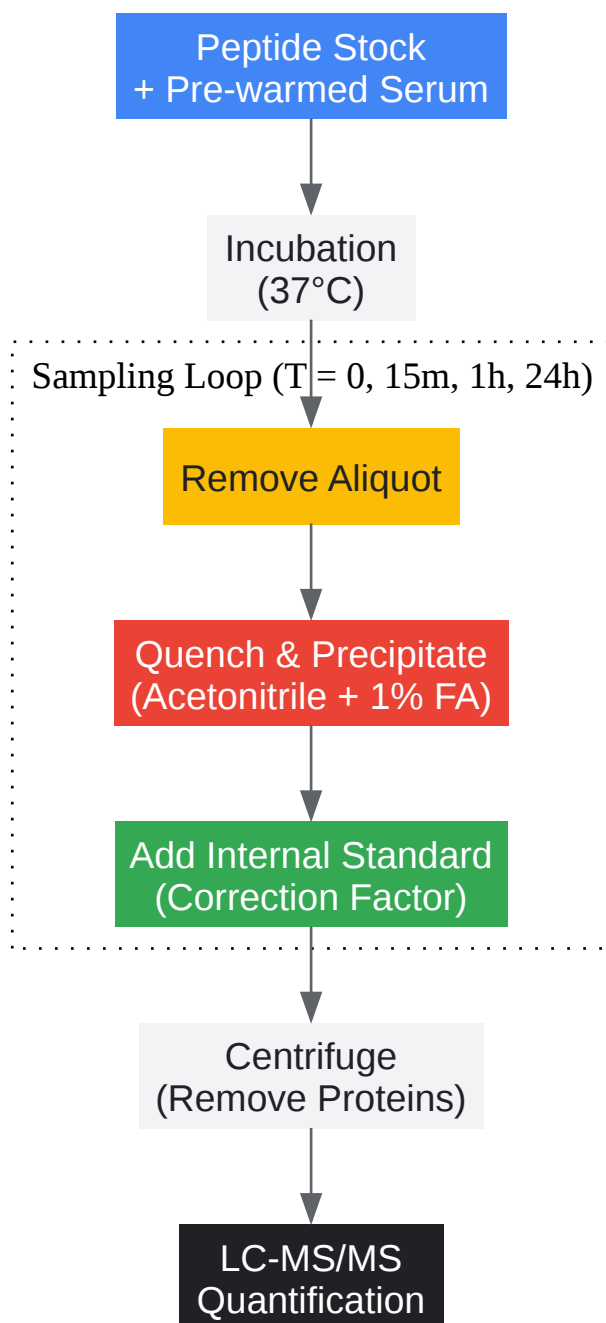 Peptide Stock
+ Pre-warmed Serum
Incubation
(37°C)
Sampling Loop (T = 0, 15m, 1h, 24h)
Remove Aliquot
Quench & Precipitate
(Acetonitrile + 1% FA)
Add Internal Standard
(Correction Factor)
Centrifuge
(Remove Proteins)
LC-MS/MS
Quantification